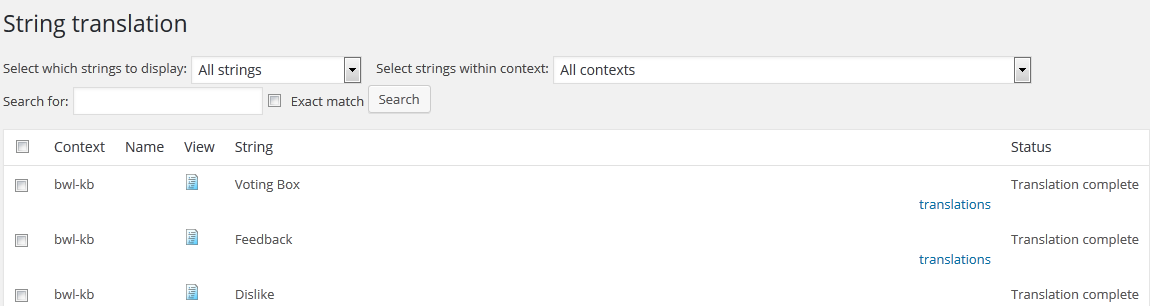 String translation
Select which strings to display: All strings Select strings within context: All contexts
Search for: Exact match Search
Context Name View String Status
bwl-kb Voting Box Translation complete
translations
bwl-kb Feedback Translation complete
translations
bwl-kb Dislike Translation complete